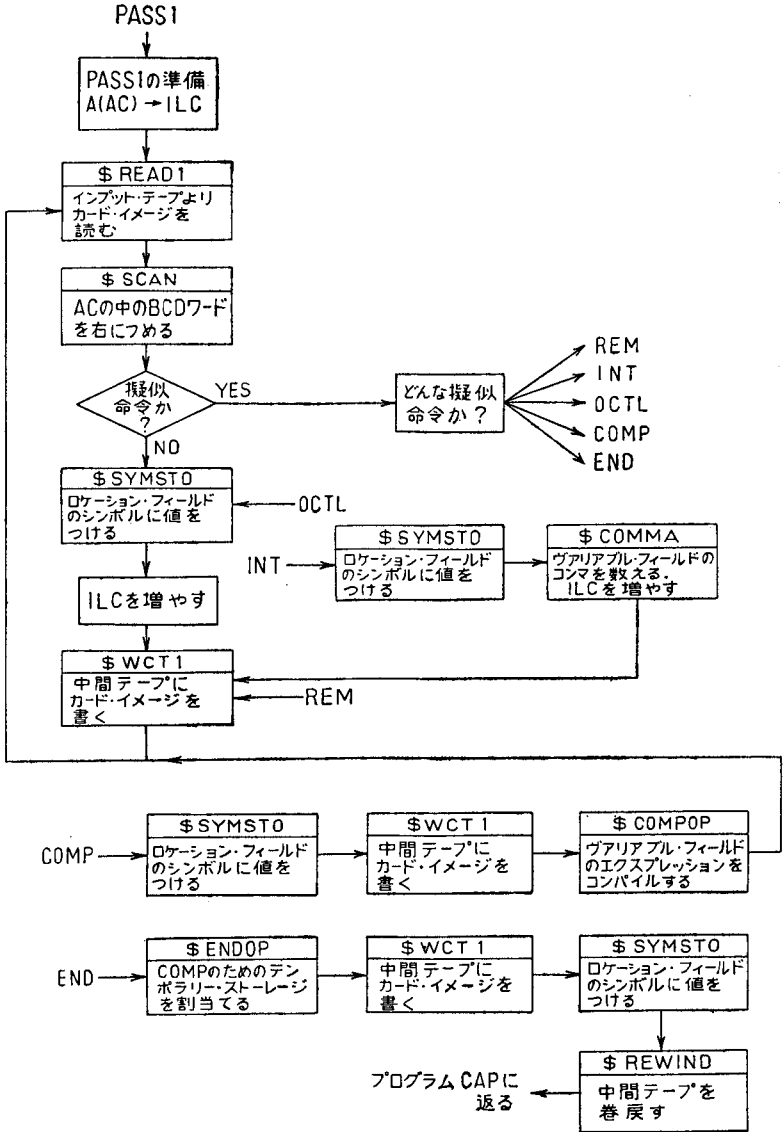 PASS1
PASS1の準備
A(AC)→ILC
$ READ1
インプット・テープより
カード・イメージを
読む
$ SCAN
ACの中のBCDワード
を右につめる
擬似
命令か
?
YES
NO
どんな擬似
命令か?
REM
INT
OCTL
COMP
END
$ SYMSTO
ロケーション・フィールド
のシンボルに値を
つける
OCTL
ILCを増やす
INT
$ SYMSTO
ロケーション・フィールド
のシンボルに値を
つける
$ COMMA
ヴァリアブル・フィールドの
コンマを数える.
ILCを増やす
$ WCT1
中間テープに
カード・イメージを
書く
REM
COMP
$ SYMSTO
ロケーション・フィールド
のシンボルに値を
つける
$WCT 1
中間テープに
カード・イメージを
書く
$ COMPOP
ヴァリアブル・フィールド
のエクスプレッションを
コンパイルする
END
$ ENDOP
COMPのためのテン
ポラリー・ストーレージ
を割当てる
$ WCT 1
中間テープに
カード・イメージを
書く
$ SYMSTO
ロケーション・フィールド
のシンボルに値を
つける
$ REWIND
中間テープを
巻戻す
プログラムCAPに
返る